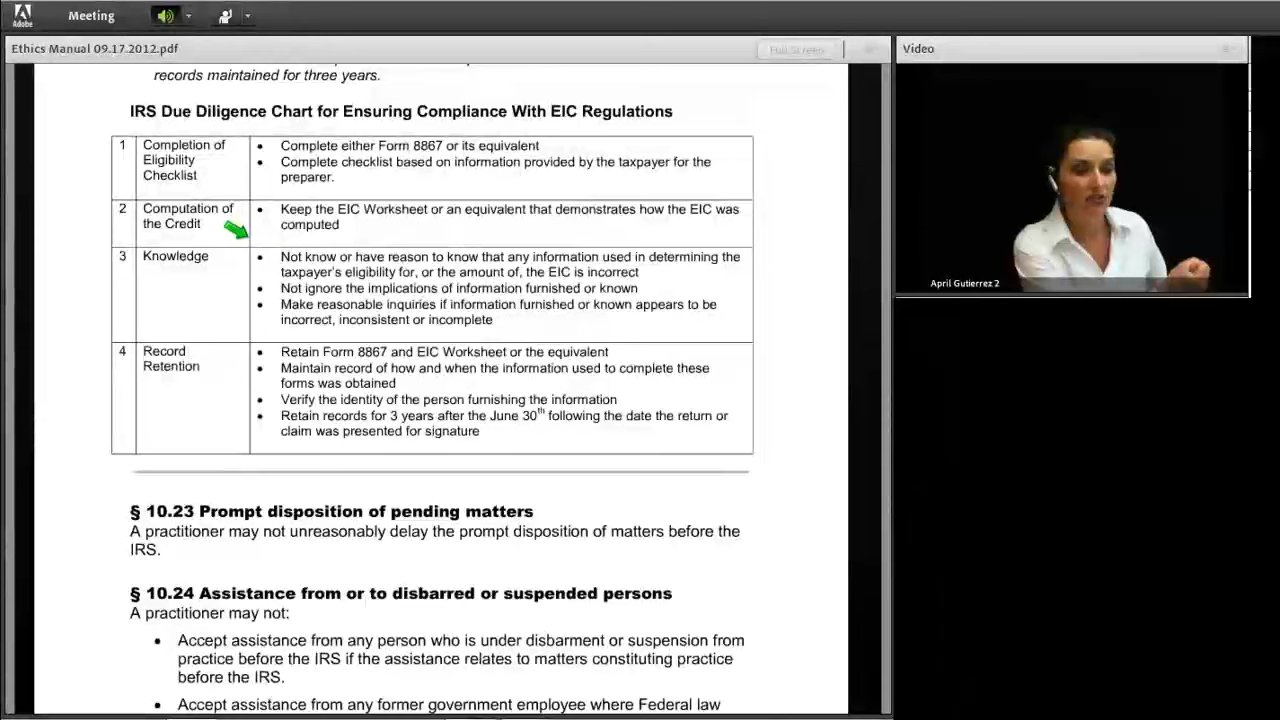 Adobe
Meeting
Ethics Manual 09.17.2012.pdf
Full Screen
Video
records maintained for three years.
IRS Due Diligence Chart for Ensuring Compliance With EIC Regulations
1
Completion of
Eligibility
Checklist
• Complete either Form 8867 or its equivalent
• Complete checklist based on information provided by the taxpayer for the
preparer.
2
Computation of
the Credit
• Keep the EIC Worksheet or an equivalent that demonstrates how the EIC was
computed
3
Knowledge
• Not know or have reason to know that any information used in determining the
taxpayer's eligibility for, or the amount of, the EIC is incorrect
• Not ignore the implications of information furnished or known
• Make reasonable inquiries if information furnished or known appears to be
incorrect, inconsistent or incomplete
4
Record
Retention
• Retain Form 8867 and EIC Worksheet or the equivalent
• Maintain record of how and when the information used to complete these
forms was obtained
• Verify the identity of the person furnishing the information
• Retain records for 3 years after the June 30th following the date the return or
claim was presented for signature
§ 10.23 Prompt disposition of pending matters
A practitioner may not unreasonably delay the prompt disposition of matters before the
IRS.
§ 10.24 Assistance from or to disbarred or suspended persons
A practitioner may not:
• Accept assistance from any person who is under disbarment or suspension from
practice before the IRS if the assistance relates to matters constituting practice
before the IRS.
• Accept assistance from any former government employee where Federal law
April Gutierrez 2